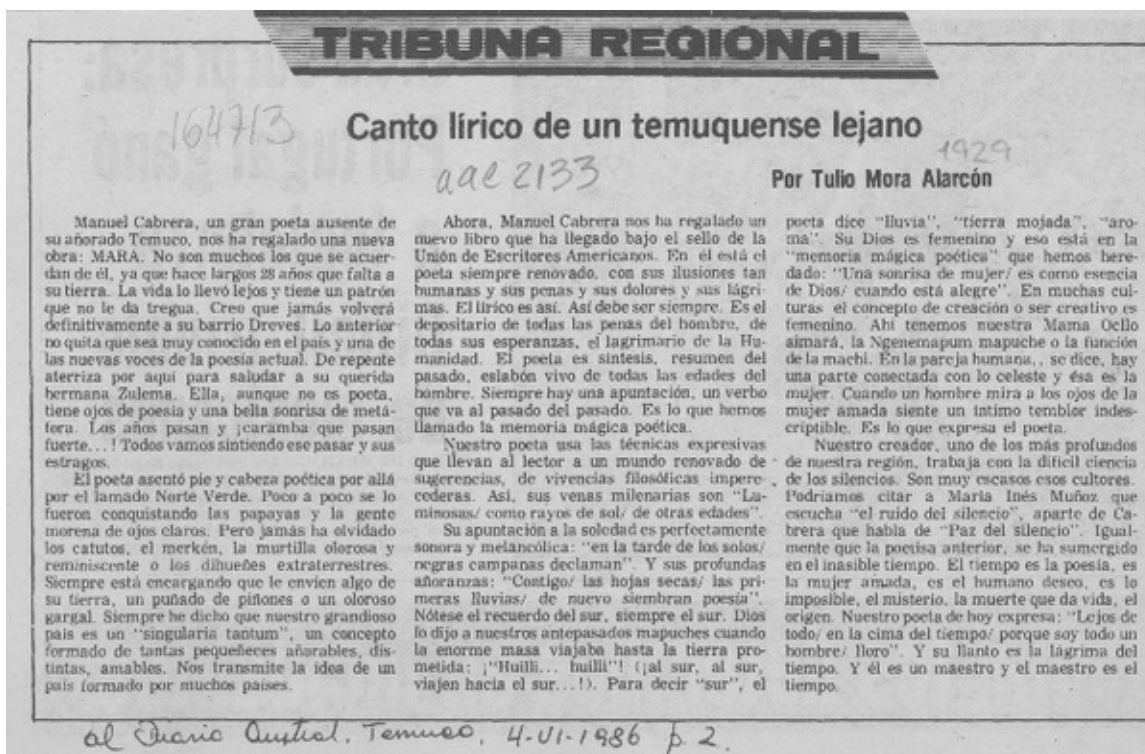 TRIBUNA REGIONAL
164713
Canto lírico de un temuquense lejano
aae 2133
1929
Por Tulio Mora Alarcón
Manuel Cabrera, un gran poeta ausente de
su añorado Temuco, nos ha regalado una nueva
obra: MARA. No son muchos los que se acuer-
dan de él, ya que hace largos 28 años que falta a
su tierra. La vida lo llevó lejos y tiene un patrón
que no le da tregua. Creo que jamás volverá
definitivamente a su barrio Dreves. Lo anterior
no quita que sea muy conocido en el país y una de
las nuevas voces de la poesía actual. De repente
aterriza por aquí para saludar a su querida
hermana Zulema. Ella, aunque no es poeta,
tiene ojos de poesía y una bella sonrisa de metá-
fora. Los años pasan y ¡caramba que pasan
fuerte...! Todos vamos sintiendo ese pasar y sus
estragos.
El poeta asentó pie y cabeza poética por allá
por el lamado Norte Verde. Poco a poco se lo
fueron conquistando las papayas y la gente
morena de ojos claros. Pero jamás ha olvidado
los catutos, el merkén, la murtilla olorosa y
reminiscente o los dihueñes extraterrestres.
Siempre está encargando que le envíen algo de
su tierra, un puñado de piñones o un oloroso
gargal. Siempre he dicho que nuestro grandioso
país es un "singularia tantum", un concepto
formado de tantas pequeñeces añorables, dis-
tintas, amables. Nos transmite la idea de un
país formado por muchos países.
Ahora, Manuel Cabrera nos ha regalado un
nuevo libro que ha llegado bajo el sello de la
Unión de Escritores Americanos. En él está el
poeta siempre renovado, con sus ilusiones tan
humanas y sus penas y sus dolores y sus lágri-
mas. El lírico es así. Así debe ser siempre. Es el
depositario de todas las penas del hombre, de
todas sus esperanzas, el lagrimario de la Hu-
manidad. El poeta es síntesis, resumen del
pasado, eslabón vivo de todas las edades del
hombre. Siempre hay una apuntación, un verbo
que va al pasado del pasado. Es lo que hemos
llamado la memoria mágica poética.
Nuestro poeta usa las técnicas expresivas
que llevan al lector a un mundo renovado de
sugerencias, de vivencias filosóficas impere-
cederas. Así, sus venas milenarias son "Lu-
minosas/ como rayos de sol/ de otras edades".
Su apuntación a la soledad es perfectamente
sonora y melancólica: "en la tarde de los solos/
negras campanas declaman". Y sus profundas
añoranzas: "Contigo/ las hojas secas/ las pri-
meras lluvias/ de nuevo siembran poesía".
Nótese el recuerdo del sur, siempre el sur. Dios
lo dijo a nuestros antepasados mapuches cuando
la enorme masa viajaba hasta la tierra pro-
metida: ¡"Huilli... huilli"! (¡al sur, al sur,
viajen hacia el sur...!). Para decir "sur", el
poeta dice "lluvia", "tierra mojada", "aro-
ma". Su Dios es femenino y eso está en la
"memoria mágica poética" que hemos here-
dado: "Una sonrisa de mujer/ es como esencia
de Dios/ cuando está alegre". En muchas cul-
turas el concepto de creación o ser creativo es
femenino. Ahí tenemos nuestra Mama Ocllo
aimará, la Ngenemapum mapuche o la función
de la machi. En la pareja humana,, se dice, hay
una parte conectada con lo celeste y ésa es la
mujer. Cuando un hombre mira a los ojos de la
mujer amada siente un íntimo temblor indes-
criptible. Es lo que expresa el poeta.
Nuestro creador, uno de los más profundos
de nuestra región, trabaja con la difícil ciencia
de los silencios. Son muy escasos esos cultores.
Podríamos citar a María Inés Muñoz que
escucha "el ruido del silencio", aparte de Ca-
brera que habla de "Paz del silencio". Igual-
mente que la poetisa anterior, se ha sumergido
en el inasible tiempo. El tiempo es la poesía, es
la mujer amada, es el humano deseo, es lo
imposible, el misterio, la muerte que da vida, el
origen. Nuestro poeta de hoy expresa: "Lejos de
todo/ en la cima del tiempo/ porque soy todo un
hombre/ lloro". Y su llanto es la lágrima del
tiempo. Y él es un maestro y el maestro es el
tiempo.
al Diario Austral, Temuco, 4-VI-1986 p. 2.